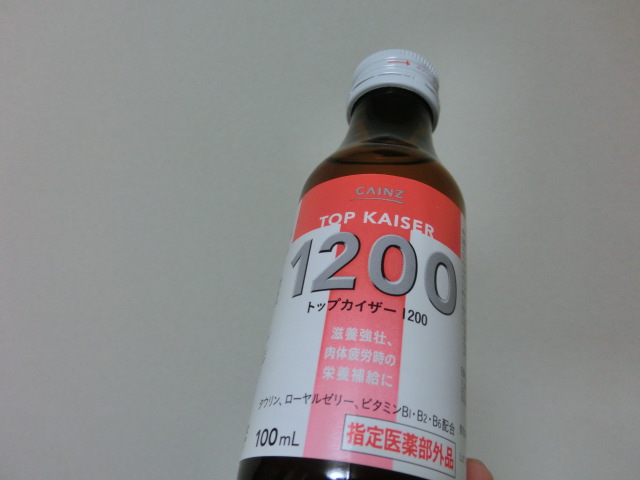 CAINZ
TOP KAISER
1200
トップカイザー1200
滋養強壮、
肉体疲労時の
栄養補給に
タウリン、ローヤルゼリー、ビタミンB1・B2・B6配合
100mL
指定医薬部外品